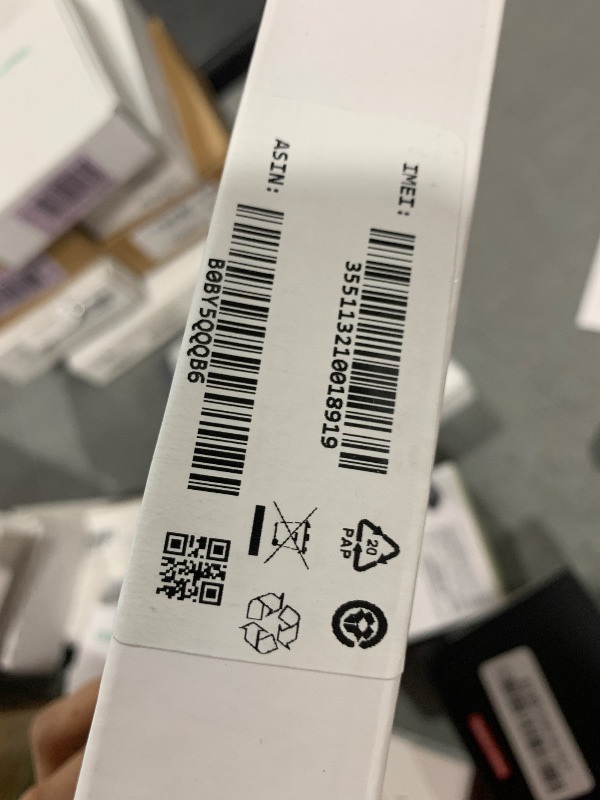 IMEI:
355113210018919
ASIN:
B0BY5QQQB6
20
PAP